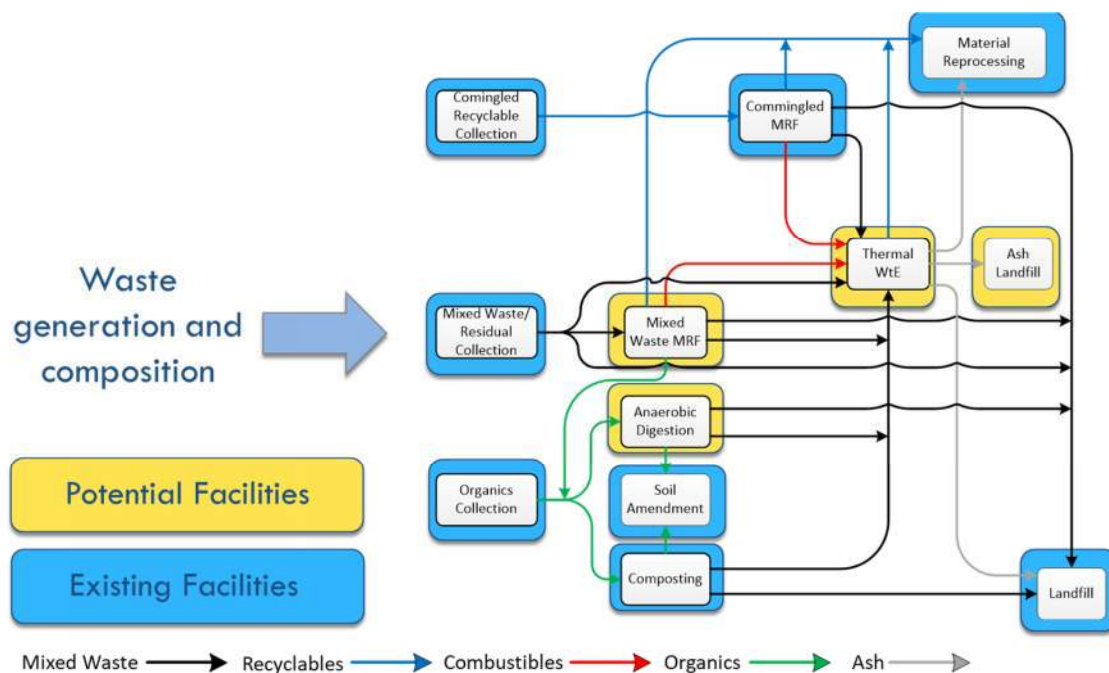 Material
Reprocessing
Comingled
Recyclable
Collection
Commingled
MRF
Thermal
WtE
Ash
Landfill
Waste
generation and
composition
Mixed Waste/
Residual
Collection
Mixed
Waste MRF
Anaerobic
Digestion
Potential Facilities
Organics
Collection
Soil
Amendment
Existing Facilities
Composting
Landfill
Mixed Waste Recyclables Combustibles Organics Ash